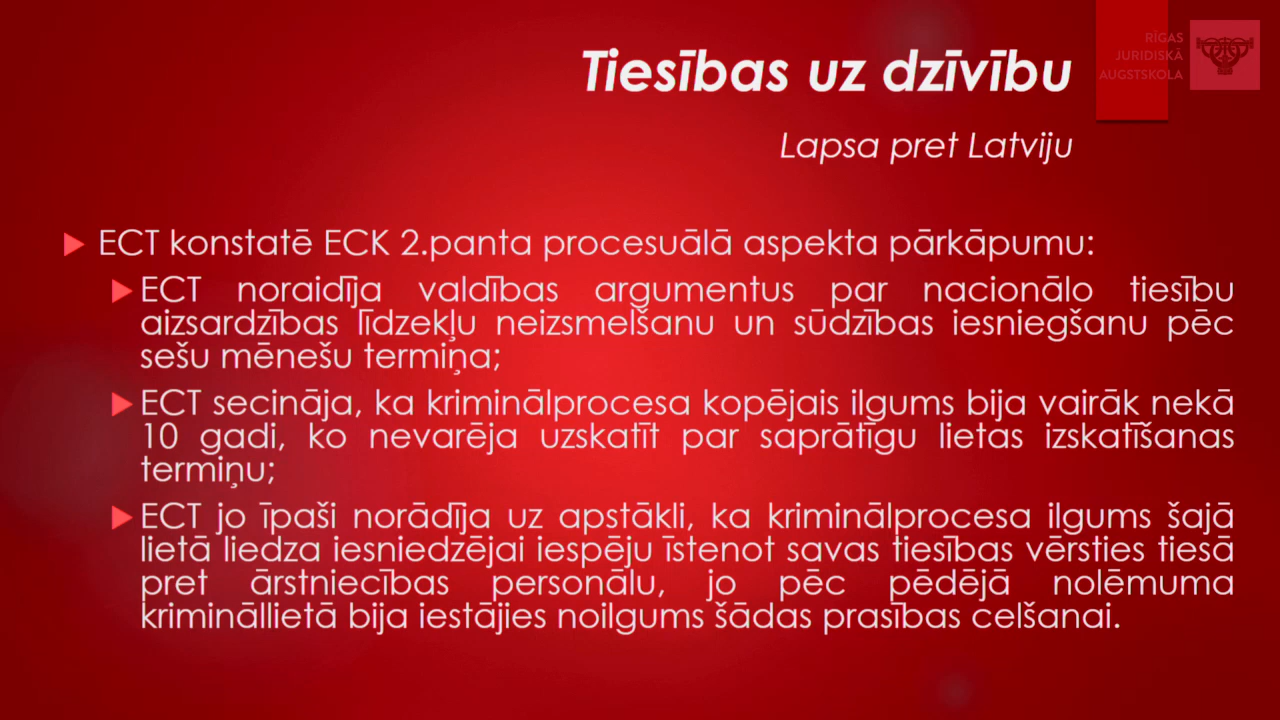 Tiesības uz dzīvību
RĪGAS
JURIDISKĀ
AUGSTSKOLA
Lapsa pret Latviju
ECT konstatē ECK 2.panta procesuālā aspekta pārkāpumu:
ECT noraidīja valdības argumentus par nacionālo tiesību
aizsardzības līdzekļu neizsmelšanu un sūdzības iesniegšanu pēc
sešu mēnešu termiņa;
ECT secināja, ka kriminālprocesa kopējais ilgums bija vairāk nekā
10 gadi, ko nevarēja uzskatīt par saprātīgu lietas izskatīšanas
termiņu;
ECT jo īpaši norādīja uz apstākli, ka kriminālprocesa ilgums šajā
lietā liedza iesniedzējai iespēju īstenot savas tiesības vērsties tiesā
pret ārstniecības personālu, jo pēc pēdējā nolēmuma
krimināllietā bija iestājies noilgums šādas prasības celšanai.